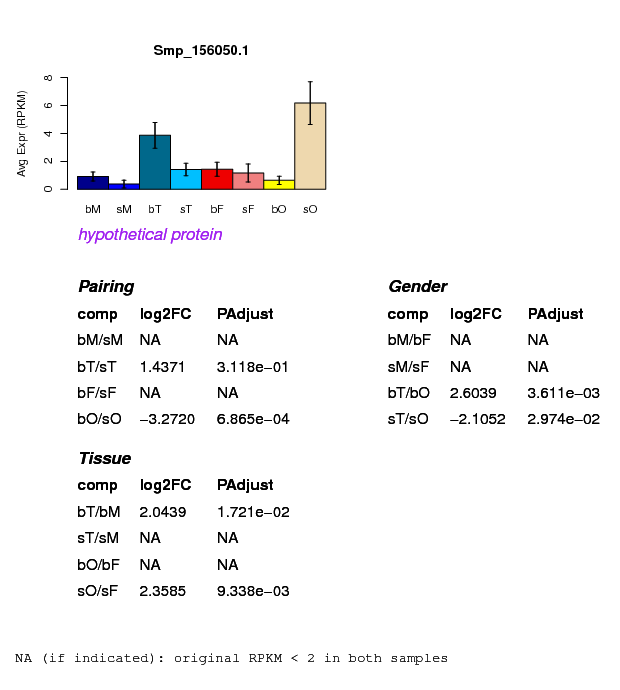 Smp_156050.1
Avg Expr (RPKM)
0 2 4 6 8
bM sM bT sT bF sF bO sO
hypothetical protein
Pairing
comp log2FC PAdjust
bM/sM NA NA
bT/sT 1.4371 3.118e−01
bF/sF NA NA
bO/sO −3.2720 6.865e−04
Gender
comp log2FC PAdjust
bM/bF NA NA
sM/sF NA NA
bT/bO 2.6039 3.611e−03
sT/sO −2.1052 2.974e−02
Tissue
comp log2FC PAdjust
bT/bM 2.0439 1.721e−02
sT/sM NA NA
bO/bF NA NA
sO/sF 2.3585 9.338e−03
NA (if indicated): original RPKM < 2 in both samples